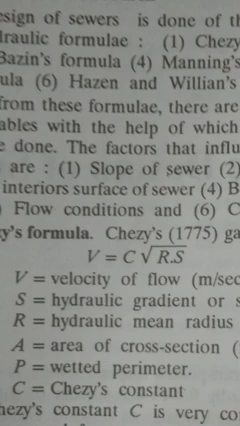 esign of sewers is done of th
draulic formulae : (1) Chezy
Bazin's formula (4) Manning's
ula (6) Hazen and Willian's
from these formulae, there are
ables with the help of which
e done. The factors that influ
are : (1) Slope of sewer (2)
interiors surface of sewer (4) B
) Flow conditions and (6) C
zy's formula. Chezy's (1775) ga
V = C √R.S
V = velocity of flow (m/sec
S = hydraulic gradient or s
R = hydraulic mean radius
A = area of cross-section (
P = wetted perimeter.
C = Chezy's constant
hezy's constant C is very co